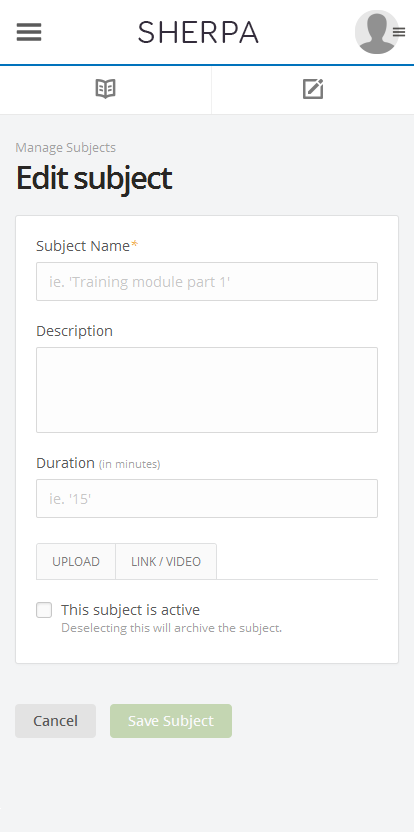 SHERPA
Manage Subjects
Edit subject
Subject Name*
ie. 'Training module part 1'
Description
Duration (in minutes)
ie. '15'
UPLOAD LINK / VIDEO
This subject is active
Deselecting this will archive the subject.
Cancel Save Subject